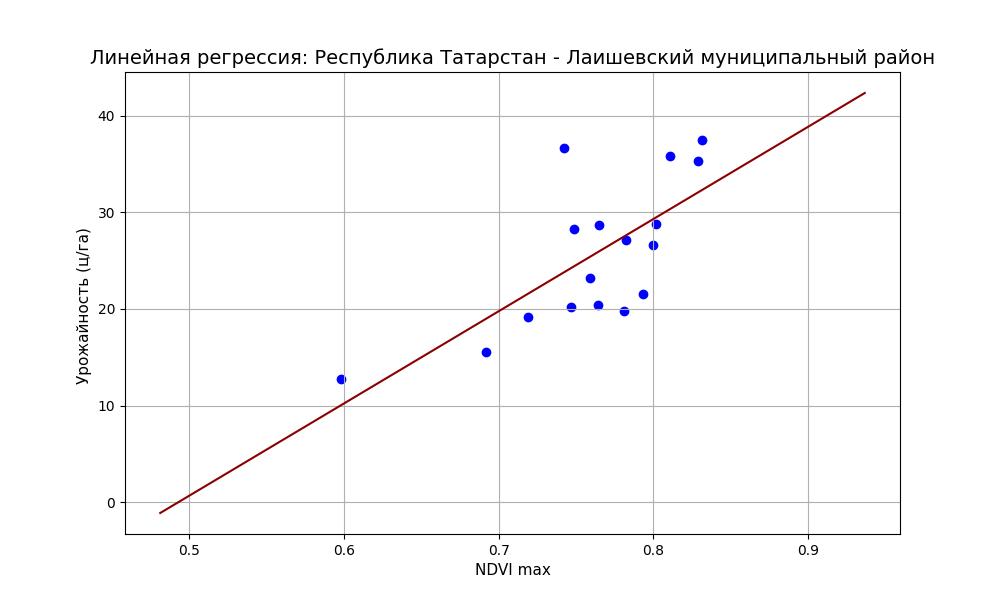 Линейная регрессия: Республика Татарстан - Лаишевский муниципальный район
40
30
20
10
0
Урожайность (ц/га)
0.5 0.6 0.7 0.8 0.9
NDVI max